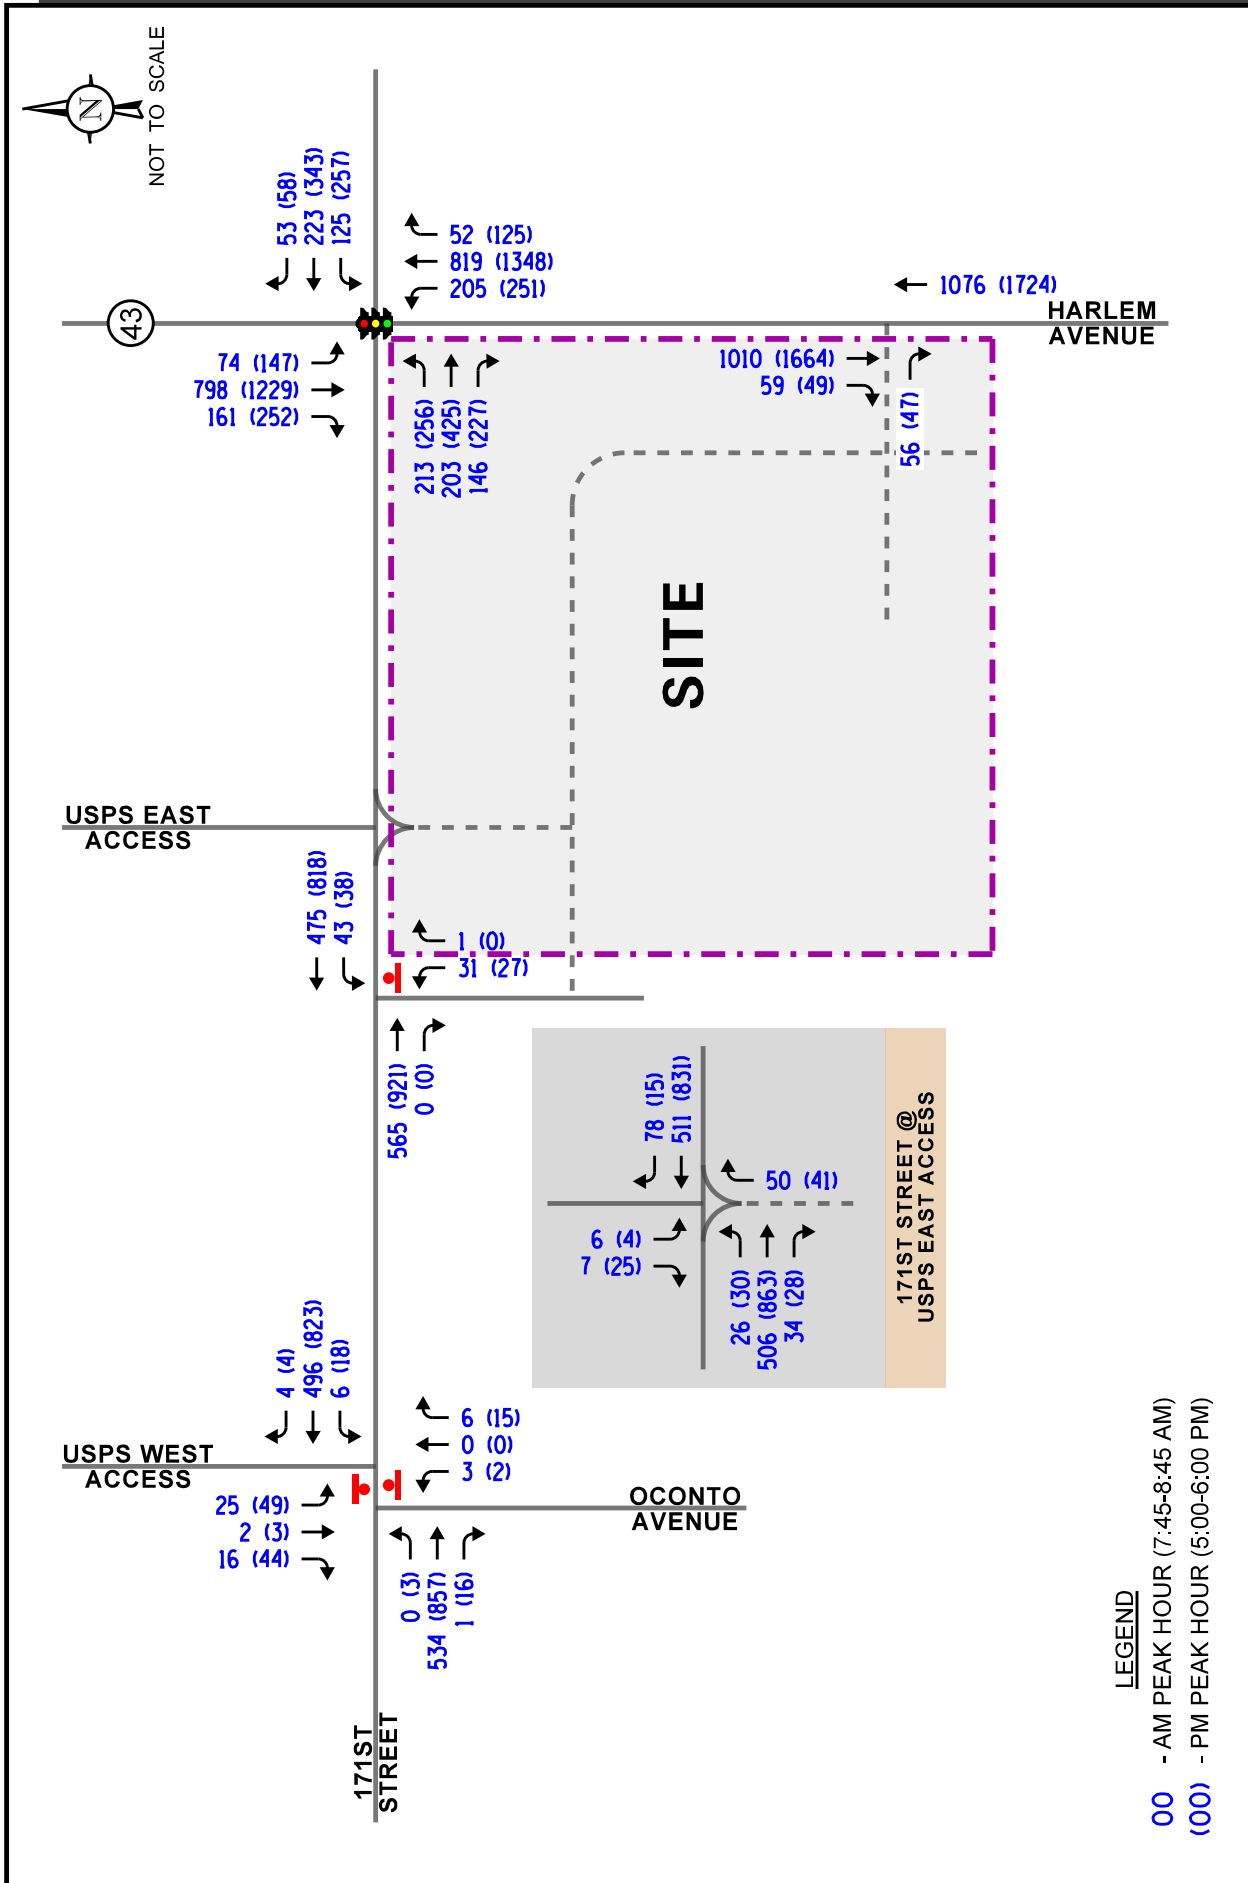 N
NOT TO SCALE
53 (58)
223 (343)
125 (257)
52 (125)
819 (1348)
205 (251)
1076 (1724)
43
HARLEM
AVENUE
74 (147)
798 (1229)
161 (252)
213 (256)
203 (425)
146 (227)
1010 (1664)
59 (49)
56 (47)
SITE
USPS EAST
ACCESS
475 (818)
43 (38)
1 (0)
31 (27)
565 (921)
0 (0)
78 (15)
511 (831)
50 (41)
6 (4)
7 (25)
26 (30)
506 (863)
34 (28)
171ST STREET @
USPS EAST ACCESS
4 (4)
496 (823)
6 (18)
6 (15)
0 (0)
3 (2)
USPS WEST
ACCESS
25 (49)
2 (3)
16 (44)
OCONTO
AVENUE
0 (3)
534 (857)
1 (16)
171ST
STREET
LEGEND
00 - AM PEAK HOUR (7:45-8:45 AM)
(00) - PM PEAK HOUR (5:00-6:00 PM)